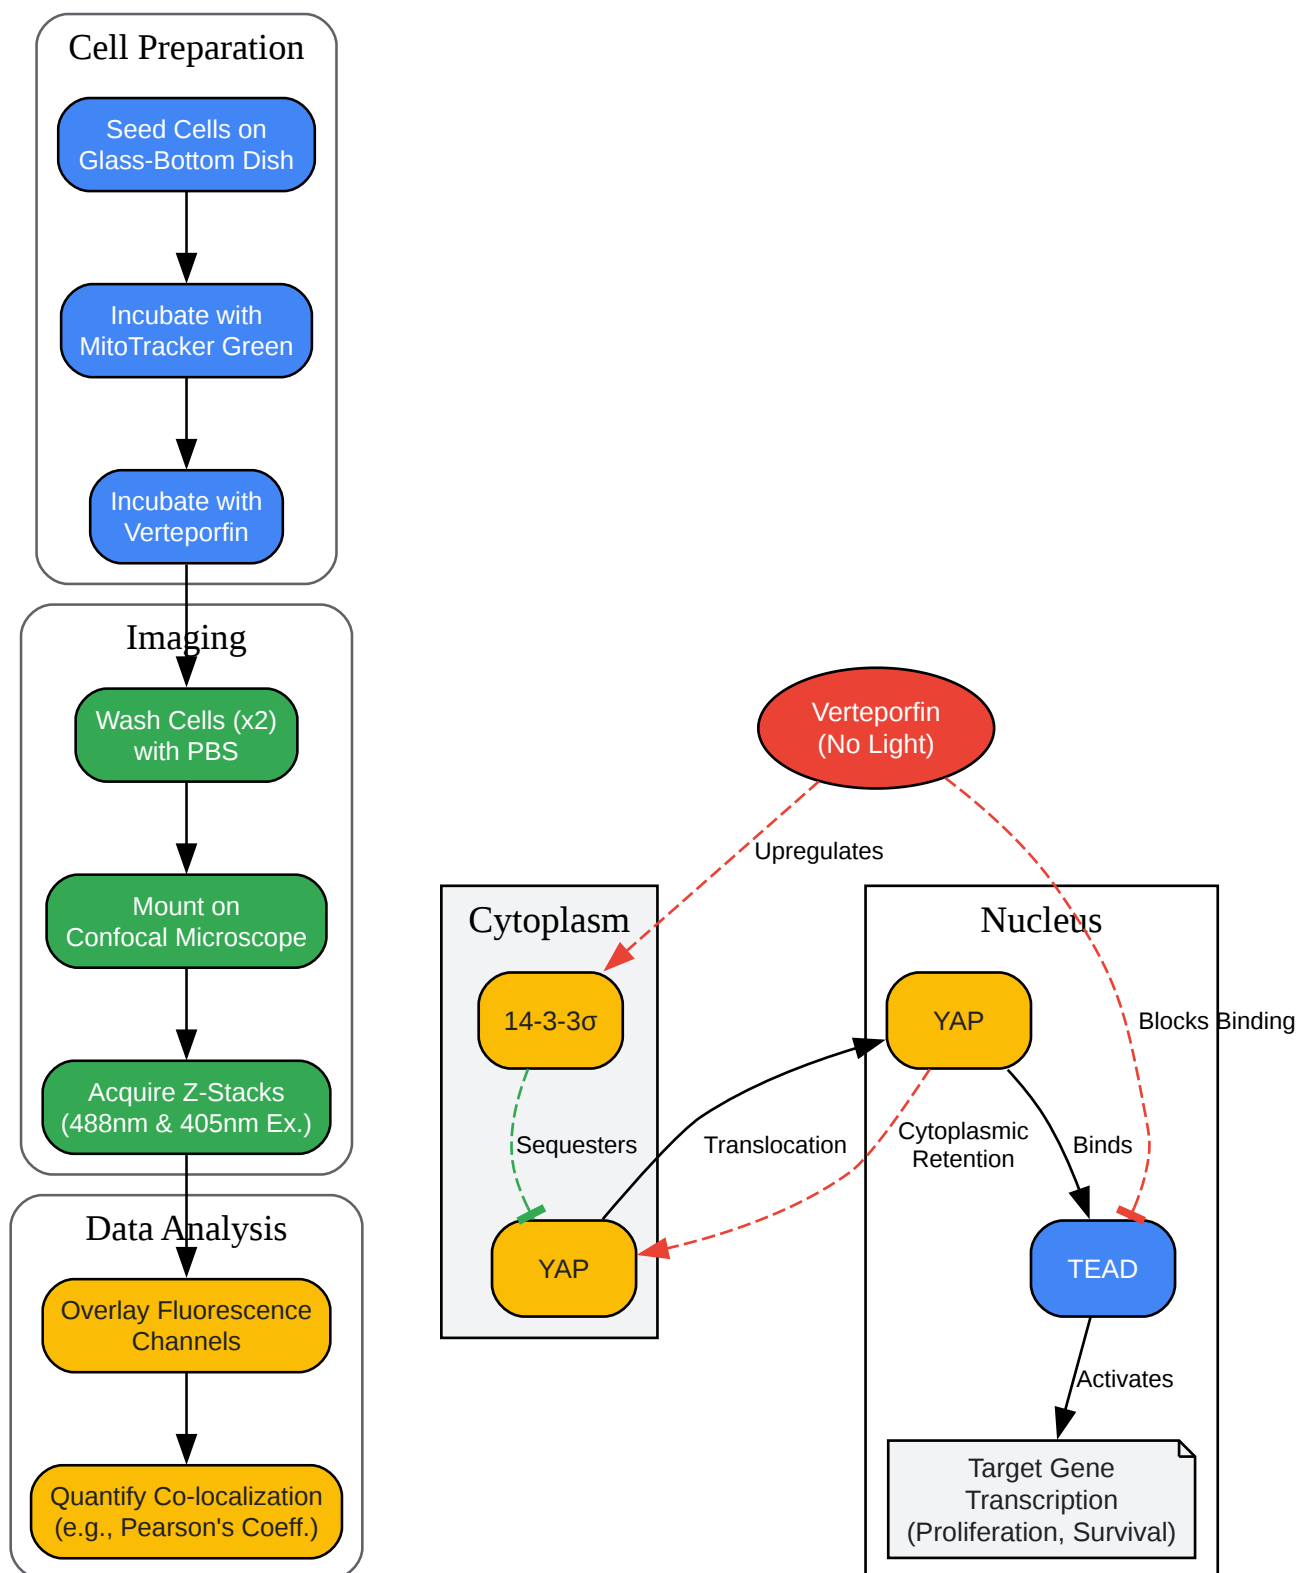 Cell Preparation
Seed Cells on
Glass-Bottom Dish
Incubate with
MitoTracker Green
Incubate with
Verteporfin
Imaging
Wash Cells (x2)
with PBS
Mount on
Confocal Microscope
Acquire Z-Stacks
(488nm & 405nm Ex.)
Data Analysis
Overlay Fluorescence
Channels
Quantify Co-localization
(e.g., Pearson's Coeff.)
Verteporfin
(No Light)
Upregulates
Cytoplasm
Nucleus
14-3-3σ
YAP
Blocks Binding
Sequesters
Translocation
Cytoplasmic
Retention
Binds
YAP
TEAD
Activates
Target Gene
Transcription
(Proliferation, Survival)